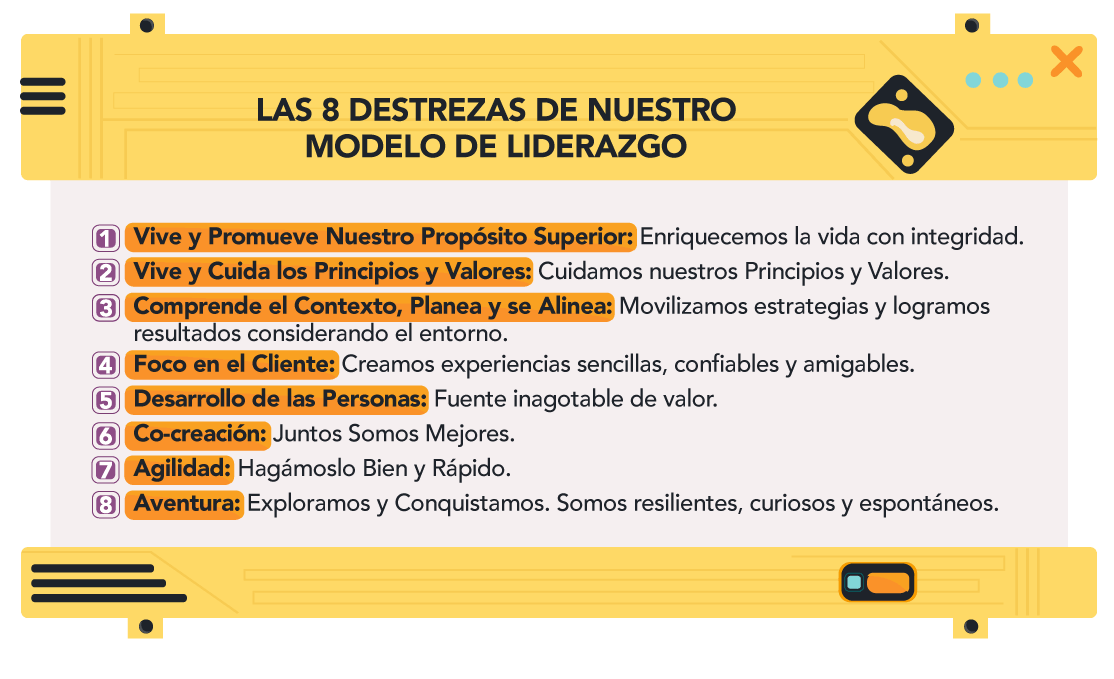 LAS 8 DESTREZAS DE NUESTRO
MODELO DE LIDERAZGO
1 Vive y Promueve Nuestro Propósito Superior: Enriquecemos la vida con integridad.
2 Vive y Cuida los Principios y Valores: Cuidamos nuestros Principios y Valores.
3 Comprende el Contexto, Planea y se Alinea: Movilizamos estrategias y logramos
resultados considerando el entorno.
4 Foco en el Cliente: Creamos experiencias sencillas, confiables y amigables.
5 Desarrollo de las Personas: Fuente inagotable de valor.
6 Co-creación: Juntos Somos Mejores.
7 Agilidad: Hagámoslo Bien y Rápido.
8 Aventura: Exploramos y Conquistamos. Somos resilientes, curiosos y espontáneos.